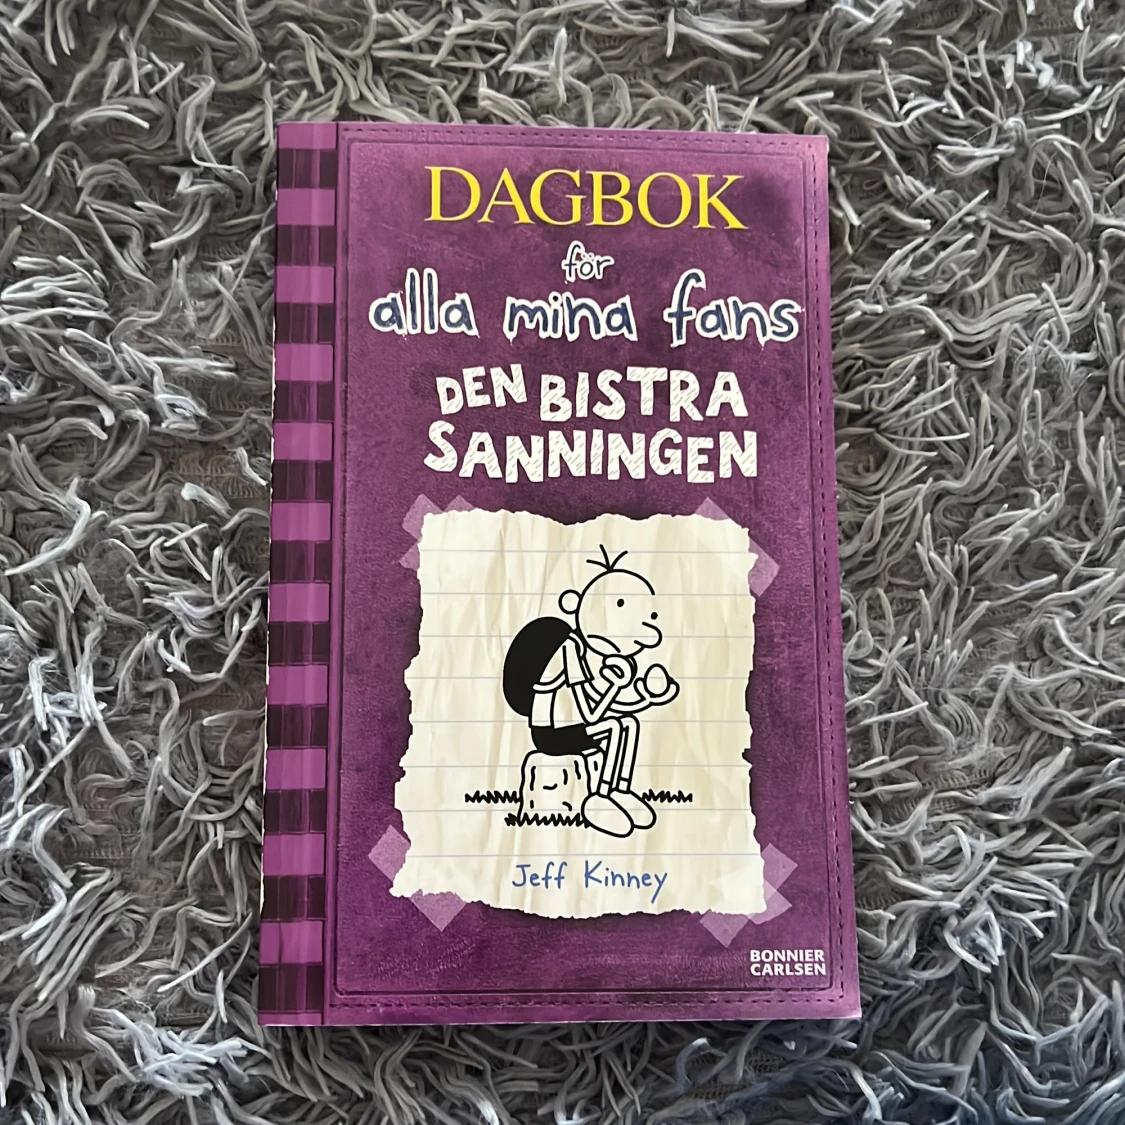 DAGBOK
för
alla mina fans
DEN BISTRA
SANNINGEN
Jeff Kinney
BONNIER
CARLSEN